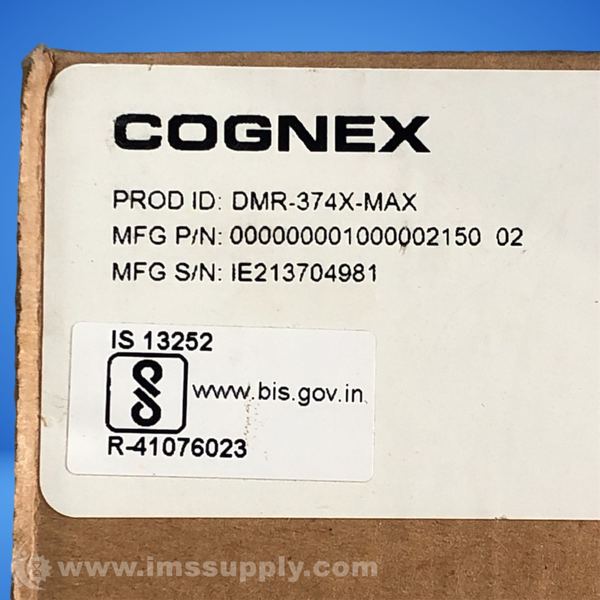 COGNEX
PROD ID: DMR-374X-MAX
MFG P/N: 000000001000002150 02
MFG S/N: IE213704981
IS 13252
www.bis.gov.in
R-41076023
www.imssupply.com